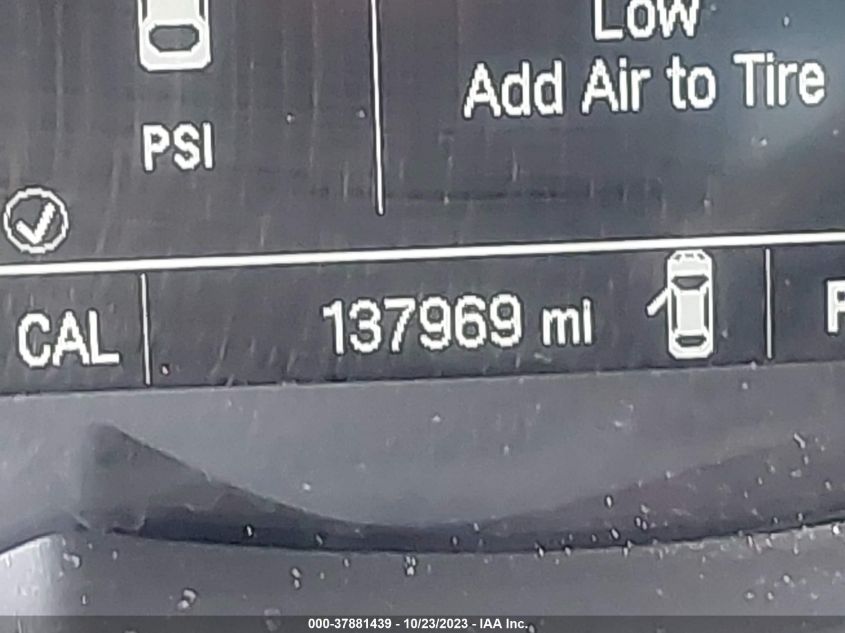 Low
Add Air to Tire
PSI
CAL
137969 mi
000-37881439 - 10/23/2023 - IAA Inc.